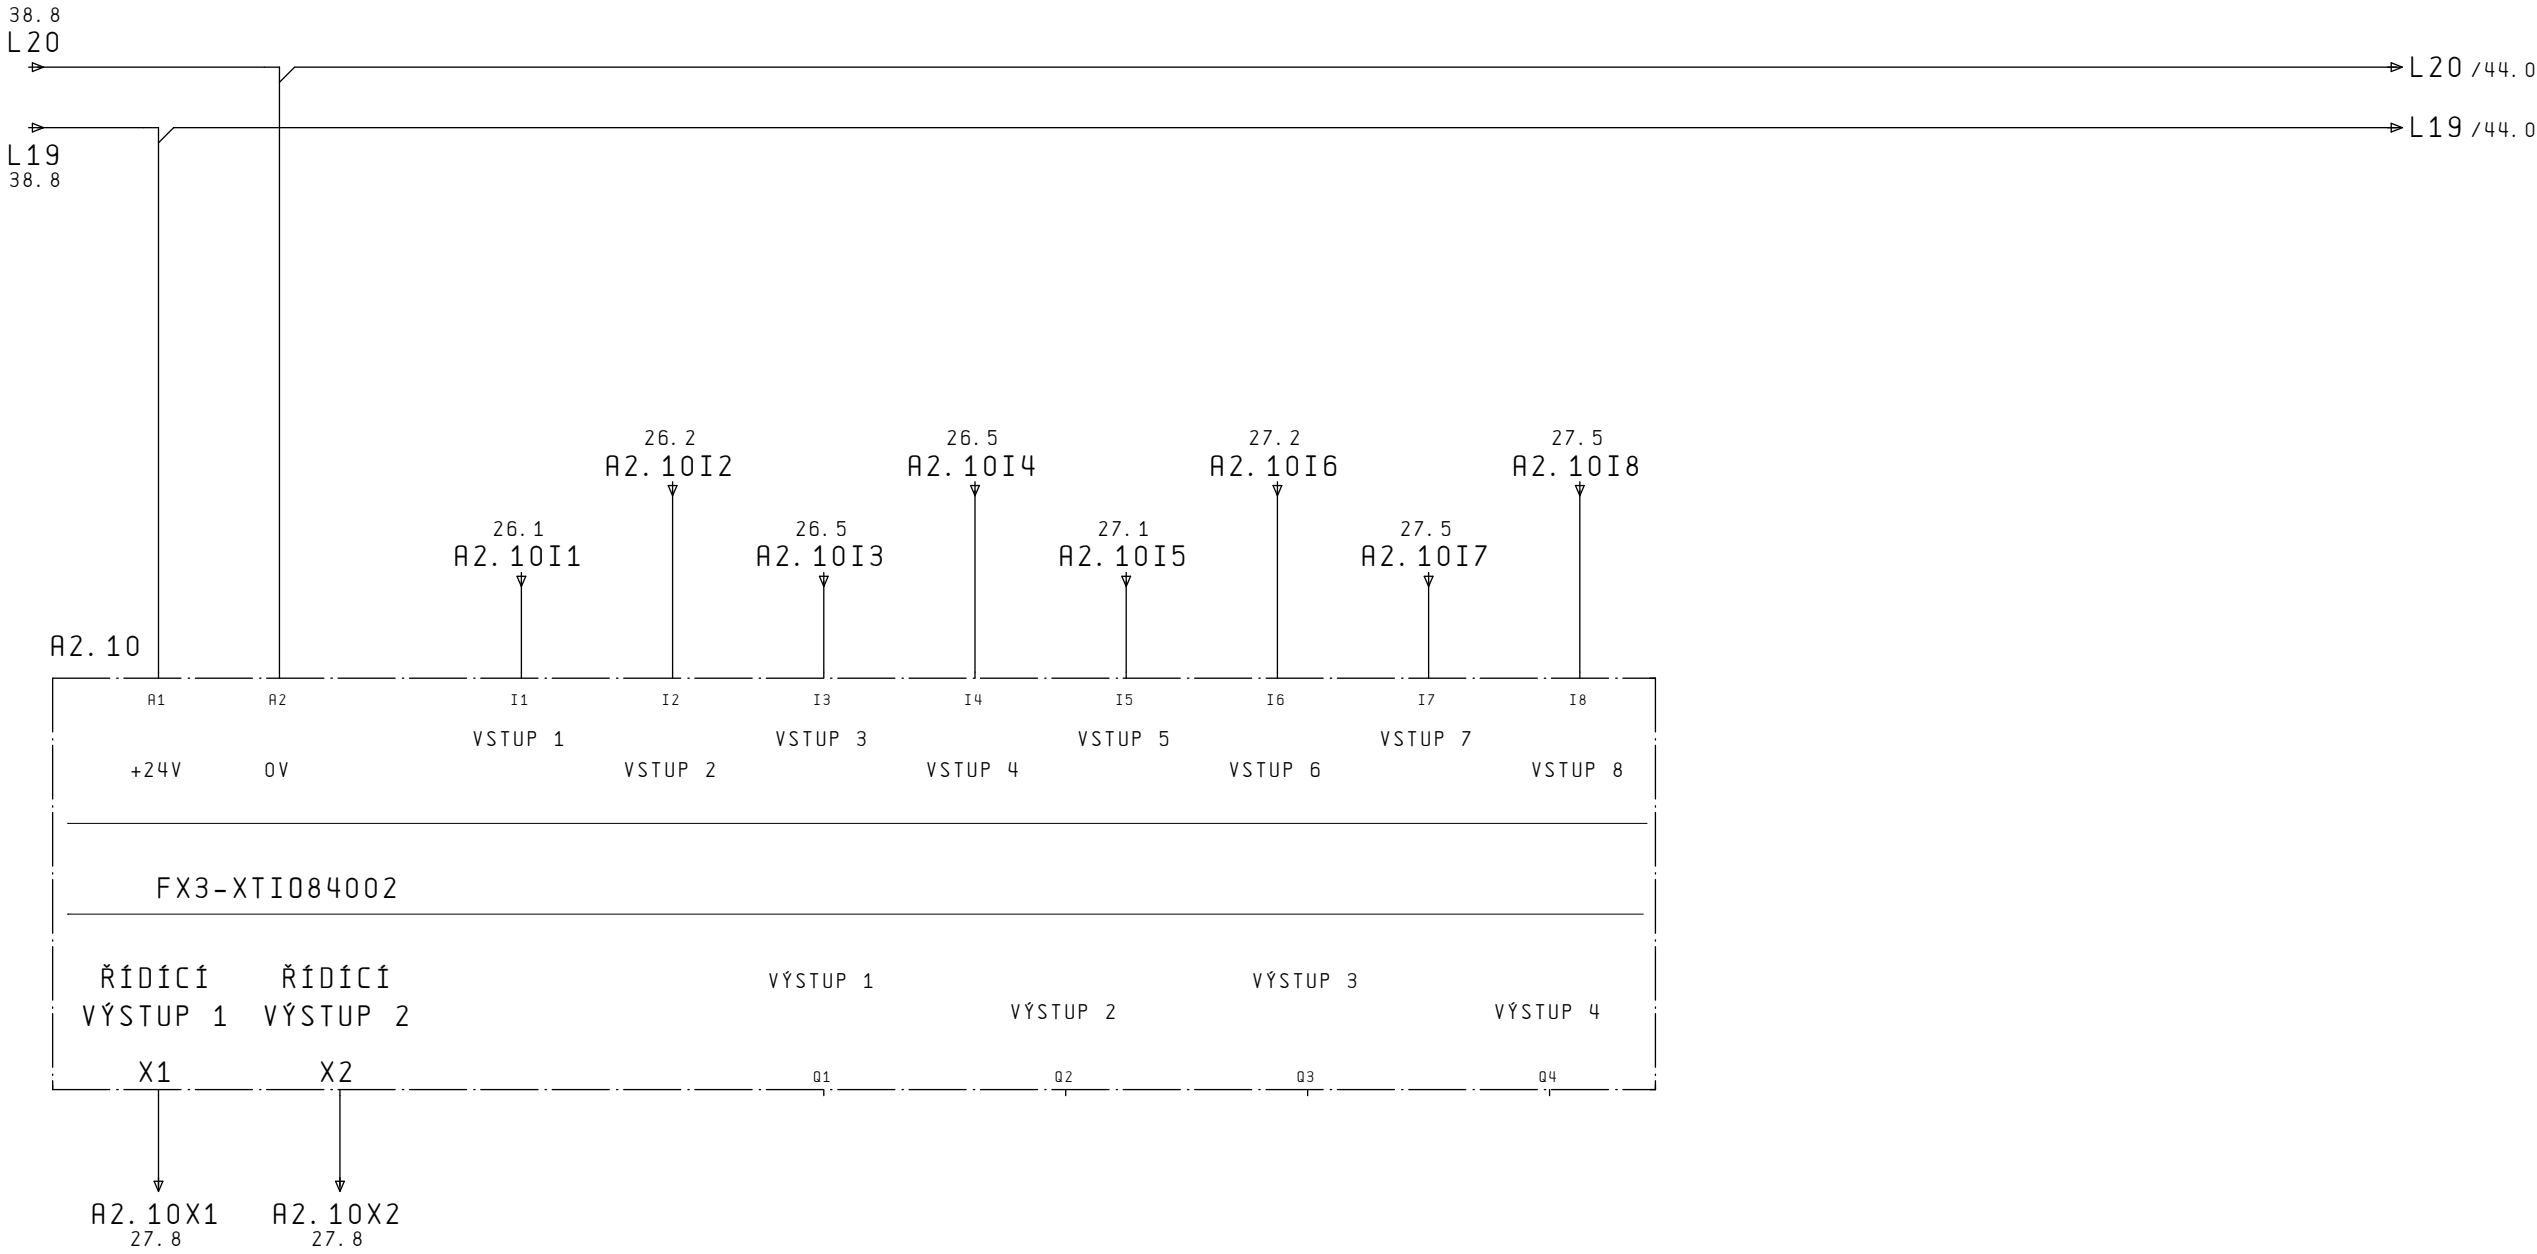 38.8
L20
L20 /44.0
L19 /44.0
L19
38.8
26.2
A2.10I2
26.5
A2.10I4
27.2
A2.10I6
27.5
A2.10I8
26.1
A2.10I1
26.5
A2.10I3
27.1
A2.10I5
27.5
A2.10I7
A2.10
A1 A2 I1 I2 I3 I4 I5 I6 I7 I8
VSTUP 1 VSTUP 3 VSTUP 5 VSTUP 7
+24V 0V VSTUP 2 VSTUP 4 VSTUP 6 VSTUP 8
FX3-XTIO84002
ŘÍDÍCÍ
VÝSTUP 1
ŘÍDÍCÍ
VÝSTUP 2
VÝSTUP 1 VÝSTUP 3
VÝSTUP 2 VÝSTUP 4
X1 X2 Q1 Q2 Q3 Q4
A2.10X1
27.8
A2.10X2
27.8